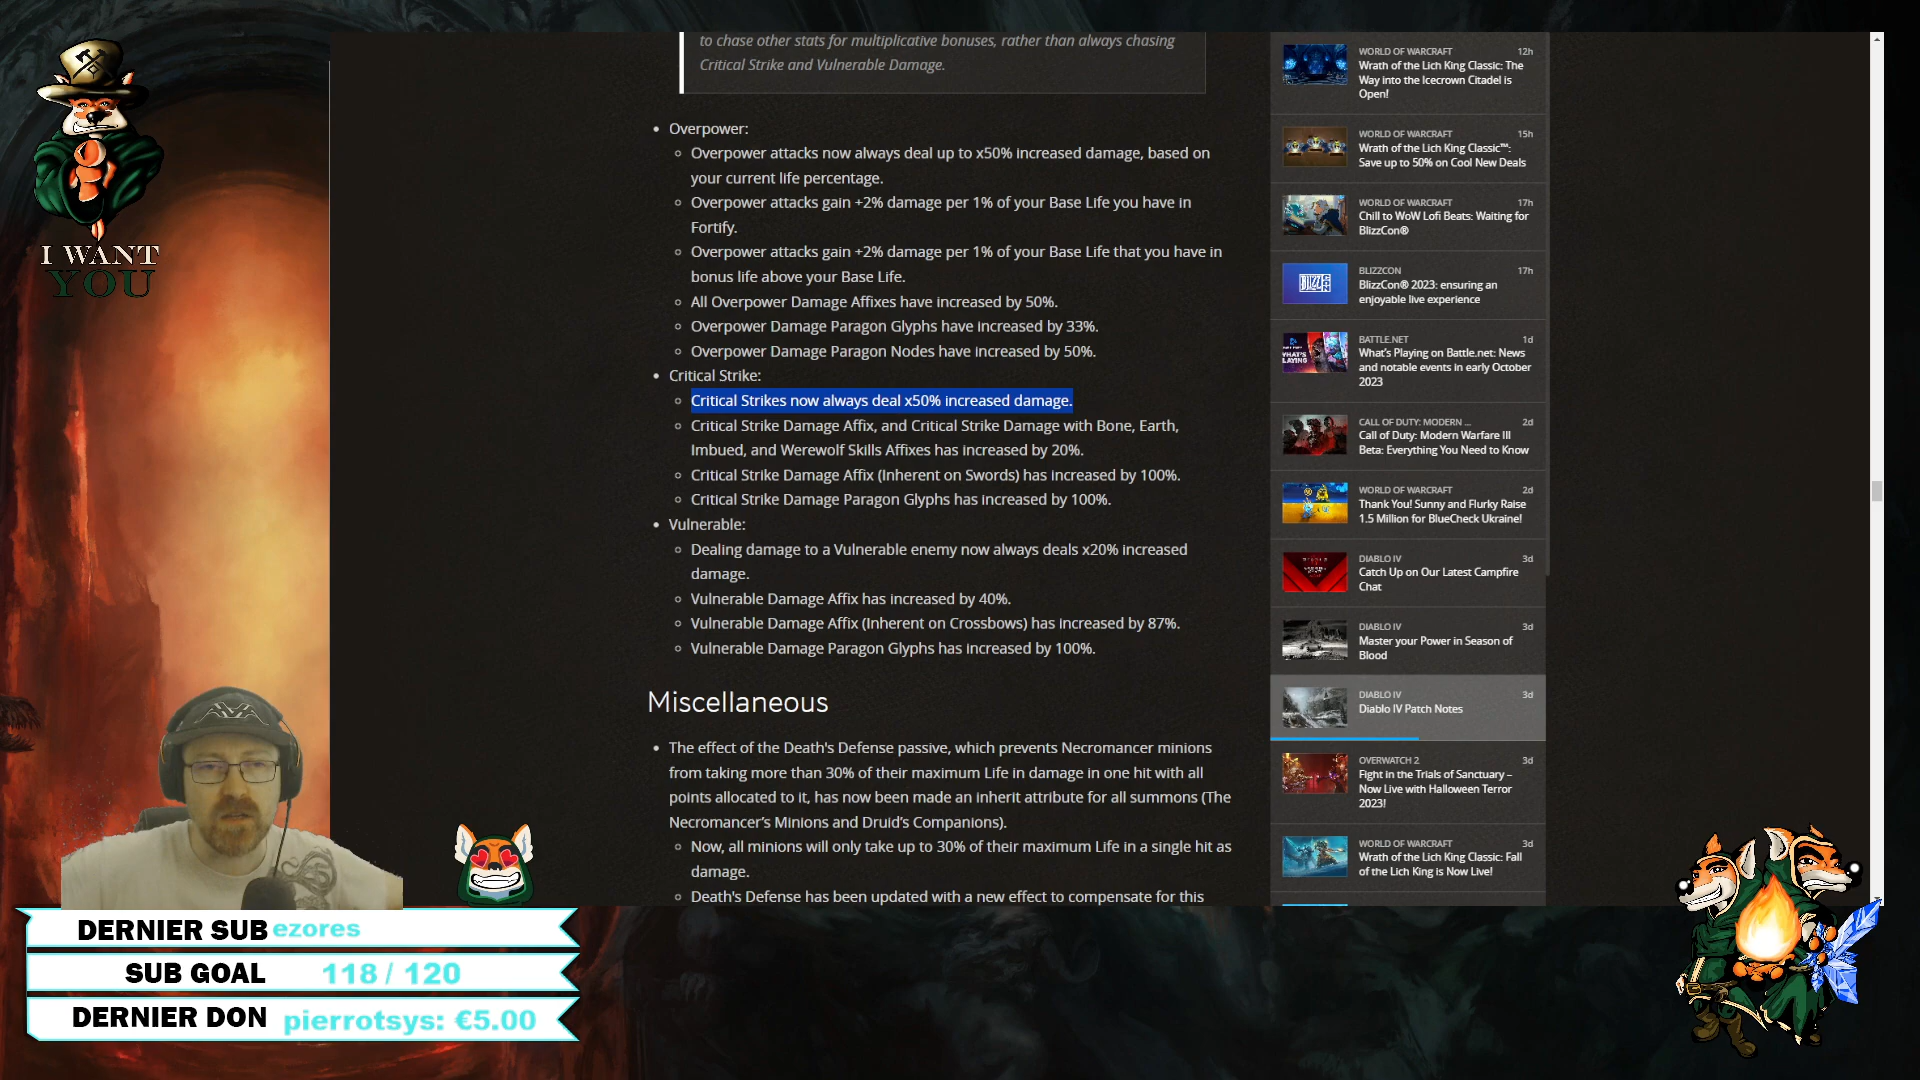 to chase other stats for multiplicative bonuses, rather than always chasing
Critical Strike and Vulnerable Damage.
• Overpower:
◦ Overpower attacks now always deal up to x50% increased damage, based on
your current life percentage.
◦ Overpower attacks gain +2% damage per 1% of your Base Life you have in
Fortify.
◦ Overpower attacks gain +2% damage per 1% of your Base Life that you have in
bonus life above your Base Life.
◦ All Overpower Damage Affixes have increased by 50%.
◦ Overpower Damage Paragon Glyphs have increased by 33%.
◦ Overpower Damage Paragon Nodes have increased by 50%.
• Critical Strike:
◦ Critical Strikes now always deal x50% increased damage.
◦ Critical Strike Damage Affix, and Critical Strike Damage with Bone, Earth,
Imbued, and Werewolf Skills Affixes has increased by 20%.
◦ Critical Strike Damage Affix (Inherent on Swords) has increased by 100%.
◦ Critical Strike Damage Paragon Glyphs has increased by 100%.
• Vulnerable:
◦ Dealing damage to a Vulnerable enemy now always deals x20% increased
damage.
◦ Vulnerable Damage Affix has increased by 40%.
◦ Vulnerable Damage Affix (Inherent on Crossbows) has increased by 87%.
◦ Vulnerable Damage Paragon Glyphs has increased by 100%.
Miscellaneous
• The effect of the Death's Defense passive, which prevents Necromancer minions
from taking more than 30% of their maximum Life in damage in one hit with all
points allocated to it, has now been made an inherit attribute for all summons (The
Necromancer's Minions and Druid's Companions).
◦ Now, all minions will only take up to 30% of their maximum Life in a single hit as
damage.
◦ Death's Defense has been updated with a new effect to compensate for this
WORLD OF WARCRAFT 12h
Wrath of the Lich King Classic: The
Way into the Icecrown Citadel is
Open!
WORLD OF WARCRAFT 15h
Wrath of the Lich King Classic™:
Save up to 50% on Cool New Deals
WORLD OF WARCRAFT 17h
Chill to WoW Lofi Beats: Waiting for
BlizzCon®
BLIZZCON 17h
BlizzCon® 2023: ensuring an
enjoyable live experience
BATTLE.NET 1d
What's Playing on Battle.net: News
and notable events in early October
2023
CALL OF DUTY: MODERN ... 2d
Call of Duty: Modern Warfare III
Beta: Everything You Need to Know
WORLD OF WARCRAFT 2d
Thank You! Sunny and Flurky Raise
1.5 Million for BlueCheck Ukraine!
DIABLO IV 3d
Catch Up on Our Latest Campfire
Chat
DIABLO IV 3d
Master your Power in Season of
Blood
DIABLO IV 3d
Diablo IV Patch Notes
OVERWATCH 2 3d
Fight in the Trials of Sanctuary –
Now Live with Halloween Terror
2023!
WORLD OF WARCRAFT 3d
Wrath of the Lich King Classic: Fall
of the Lich King is Now Live!
I WANT
YOU
DERNIER SUB ezores
SUB GOAL 118 / 120
DERNIER DON pierrotsys: €5.00